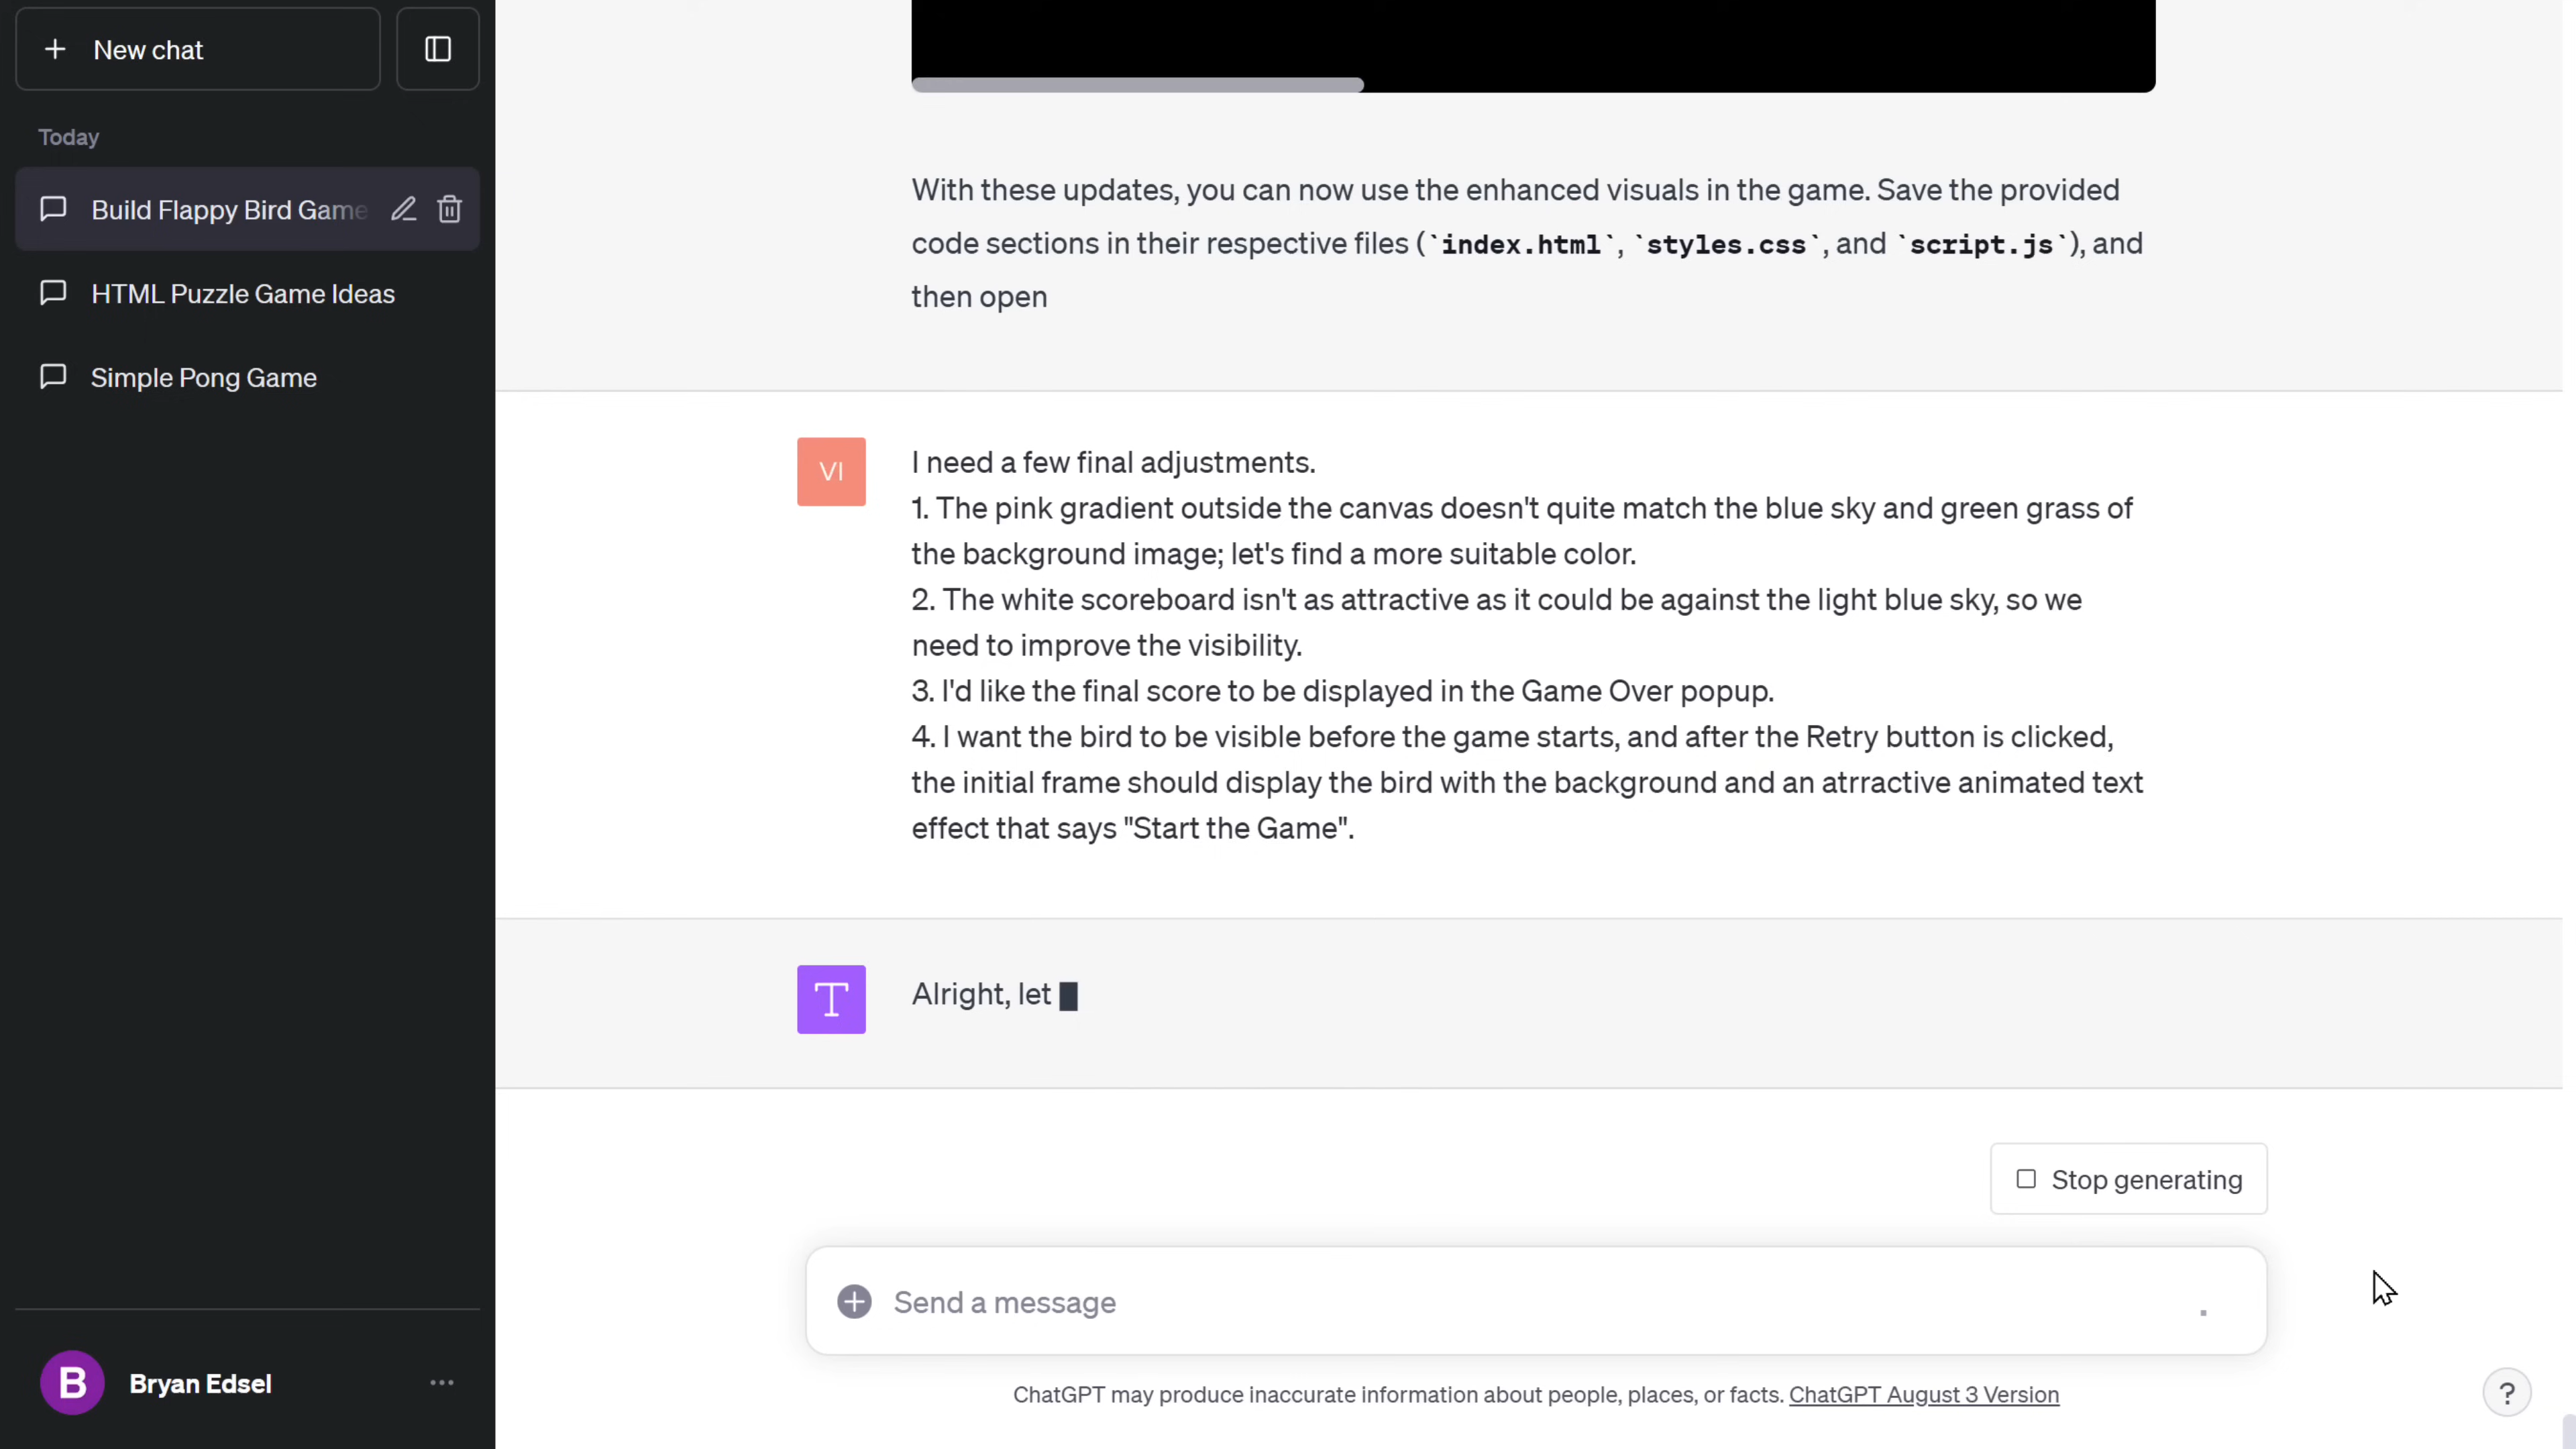 New chat
Today
Build Flappy Bird Game
HTML Puzzle Game Ideas
Simple Pong Game
B
Bryan Edsel
With these updates, you can now use the enhanced visuals in the game. Save the provided
code sections in their respective files (`index.html`, `styles.css`, and `script.js`), and
then open
VI
I need a few final adjustments.
1. The pink gradient outside the canvas doesn't quite match the blue sky and green grass of
the background image; let's find a more suitable color.
2. The white scoreboard isn't as attractive as it could be against the light blue sky, so we
need to improve the visibility.
3. I'd like the final score to be displayed in the Game Over popup.
4. I want the bird to be visible before the game starts, and after the Retry button is clicked,
the initial frame should display the bird with the background and an atrractive animated text
effect that says "Start the Game".
T
Alright, let
Stop generating
Send a message
ChatGPT may produce inaccurate information about people, places, or facts. ChatGPT August 3 Version
?